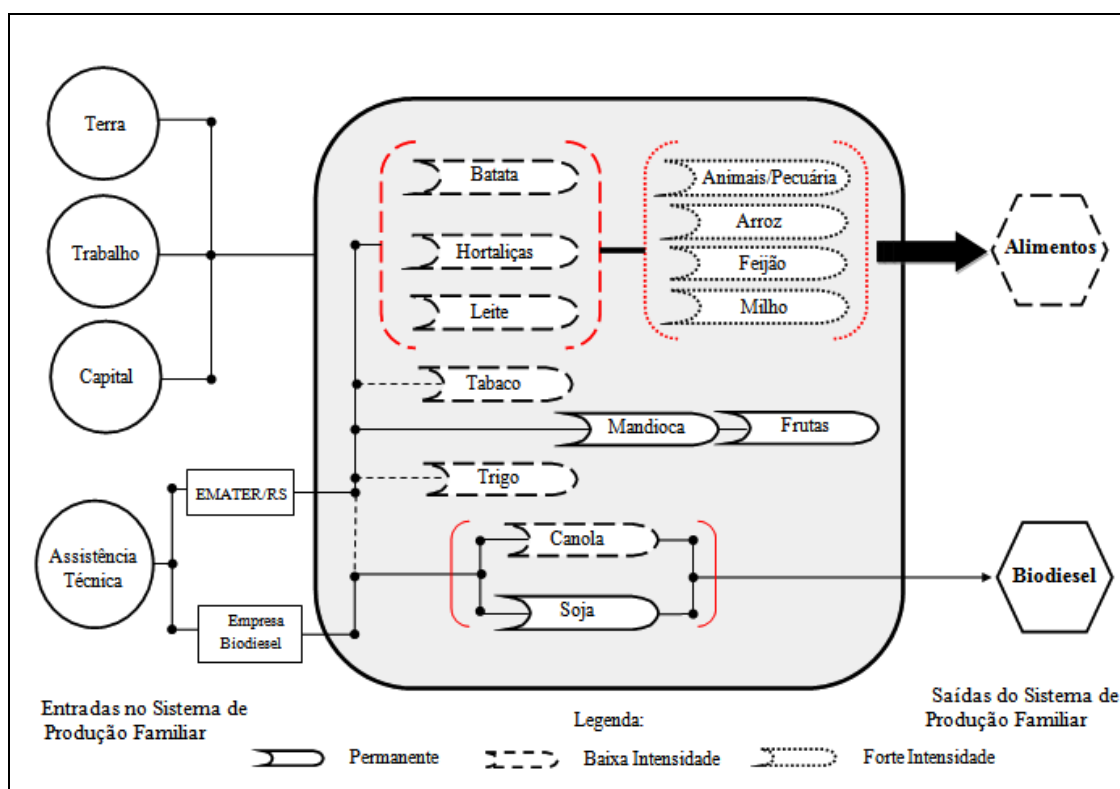 Terra
Trabalho
Capital
Assistência
Técnica
EMATER/RS
Empresa
Biodiesel
Batata
Hortaliças
Leite
Animais/Pecuária
Arroz
Feijão
Milho
Tabaco
Mandioca
Frutas
Trigo
Canola
Soja
Alimentos
Biodiesel
Entradas no Sistema de
Produção Familiar
Saídas do Sistema de
Produção Familiar
Legenda:
Permanente
Baixa Intensidade
Forte Intensidade